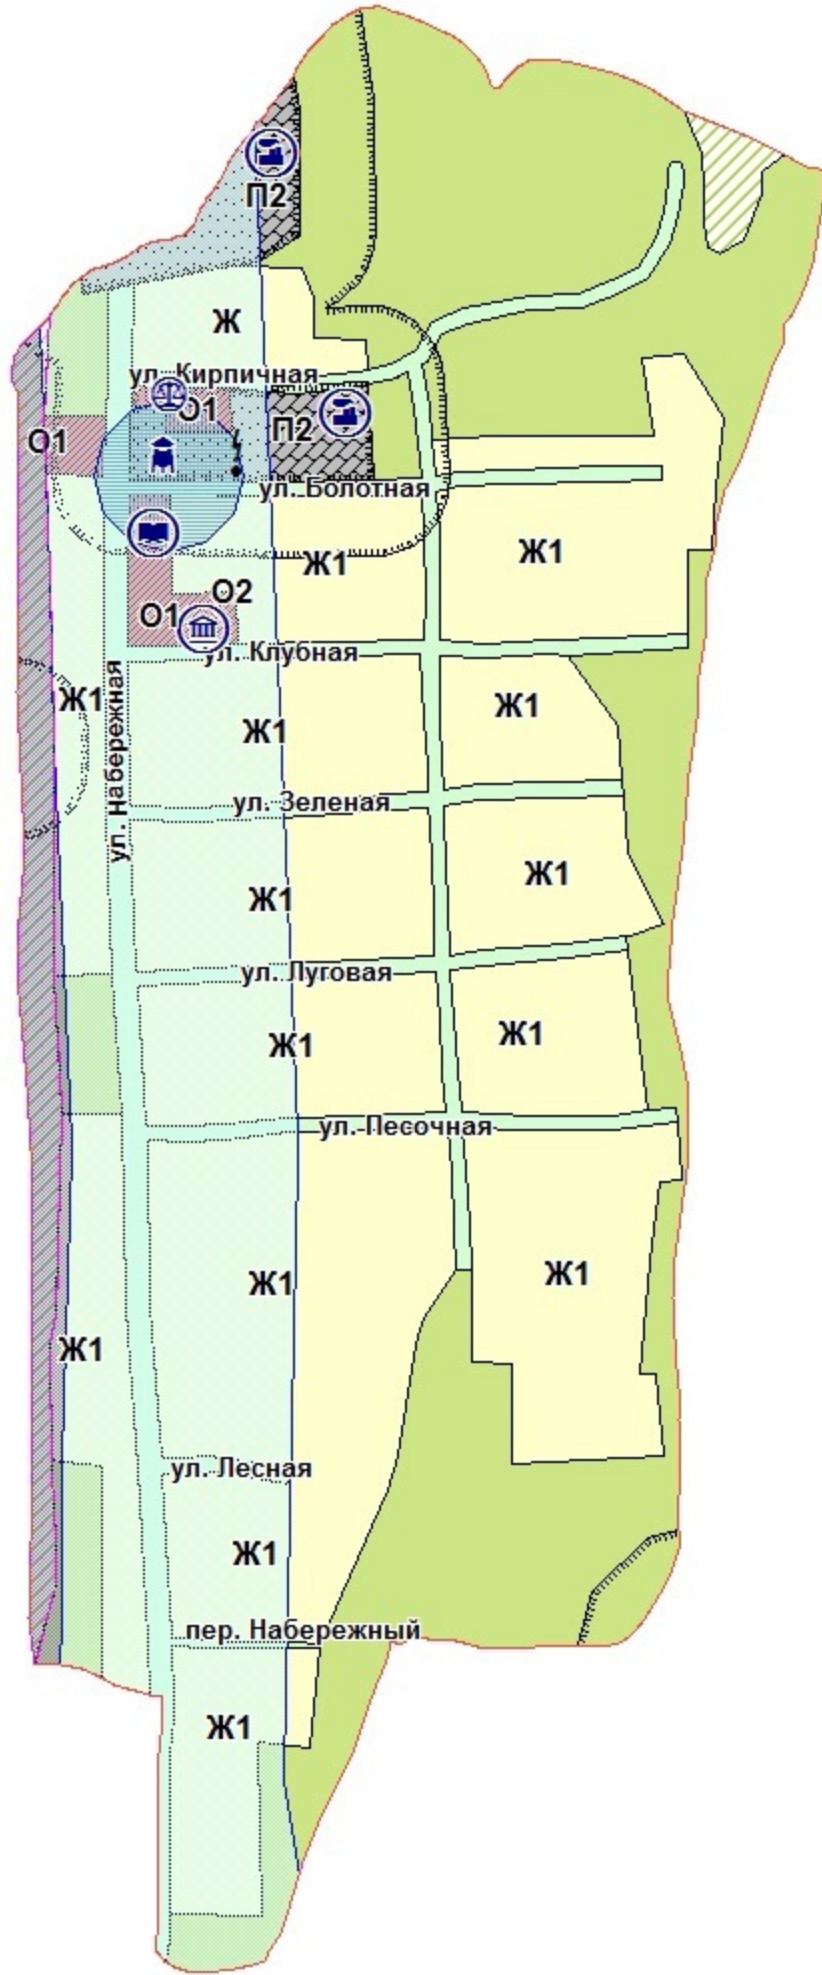 П2
Ж
ул. Кирпичная
О1
О1
П2
ул. Болотная
Ж1
Ж1
О2
О1
ул. Клубная
Ж1
Ж1
Ж1
ул. Набережная
ул. Зеленая
Ж1
Ж1
ул. Луговая
Ж1
Ж1
ул. Песочная
Ж1
Ж1
Ж1
ул. Лесная
Ж1
пер. Набережный
Ж1